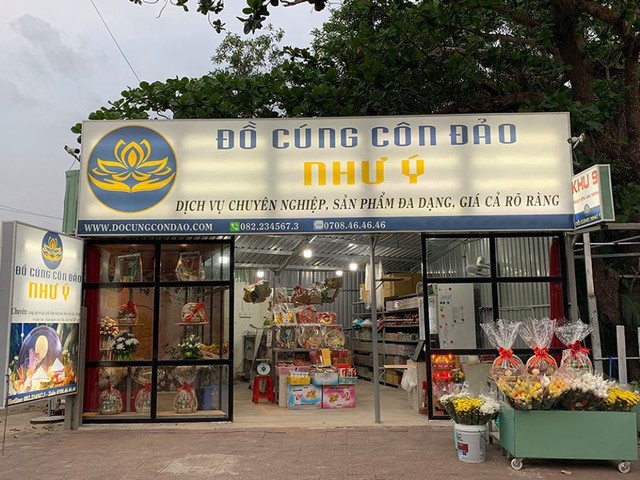 ĐỒ CÚNG CÔN ĐẢO
NHƯ Ý
DỊCH VỤ CHUYÊN NGHIỆP, SẢN PHẨM ĐA DẠNG, GIÁ CẢ RÕ RÀNG
WWW.DOCUNGCONDAO.COM
082.234567.3
0708.46.46.46
KHU 9
ĐỒ CÚNG CÔN ĐẢO
NHƯ Ý
Chuyên: